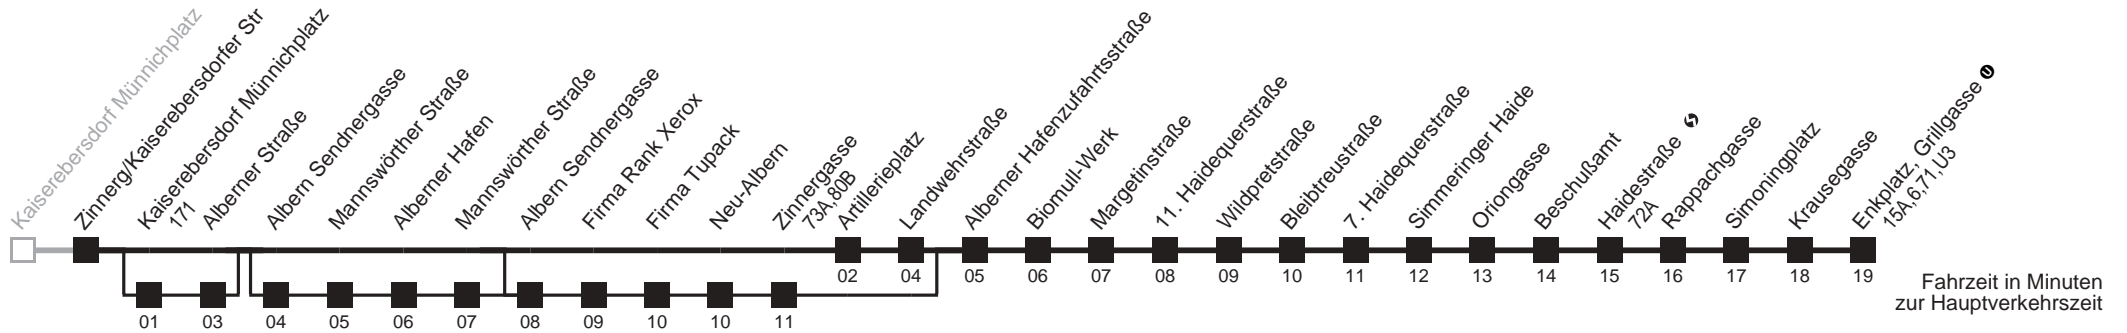 Kaiserebersdorf Münnichplatz
Zinnerg/Kaiserebersdorfer Str
Kaiserebersdorf Münnichplatz
171
Alberner Straße
Albern Sendnergasse
Mannswörther Straße
Alberner Hafen
Mannswörther Straße
Albern Sendnergasse
Firma Rank Xerox
Firma Tupack
Neu-Albern
Zinnergasse
73A,80B
Artillerieplatz
Landwehrstraße
Alberner Hafenzufahrtsstraße
Biomull-Werk
Margetinstraße
11. Haidequerstraße
Wildpretstraße
Bleibtreustraße
7. Haidequerstraße
Simmeringer Haide
Oriongasse
Beschußamt
Haidestraße
72A
Rappachgasse
Simoningplatz
Krausegasse
Enkplatz, Grillgasse U
15A,6,71,U3
02 04 05 06 07 08 09 10 11 12 13 14 15 16 17 18 19
01 03 04 05 06 07 08 09 10 10 11
Fahrzeit in Minuten
zur Hauptverkehrszeit